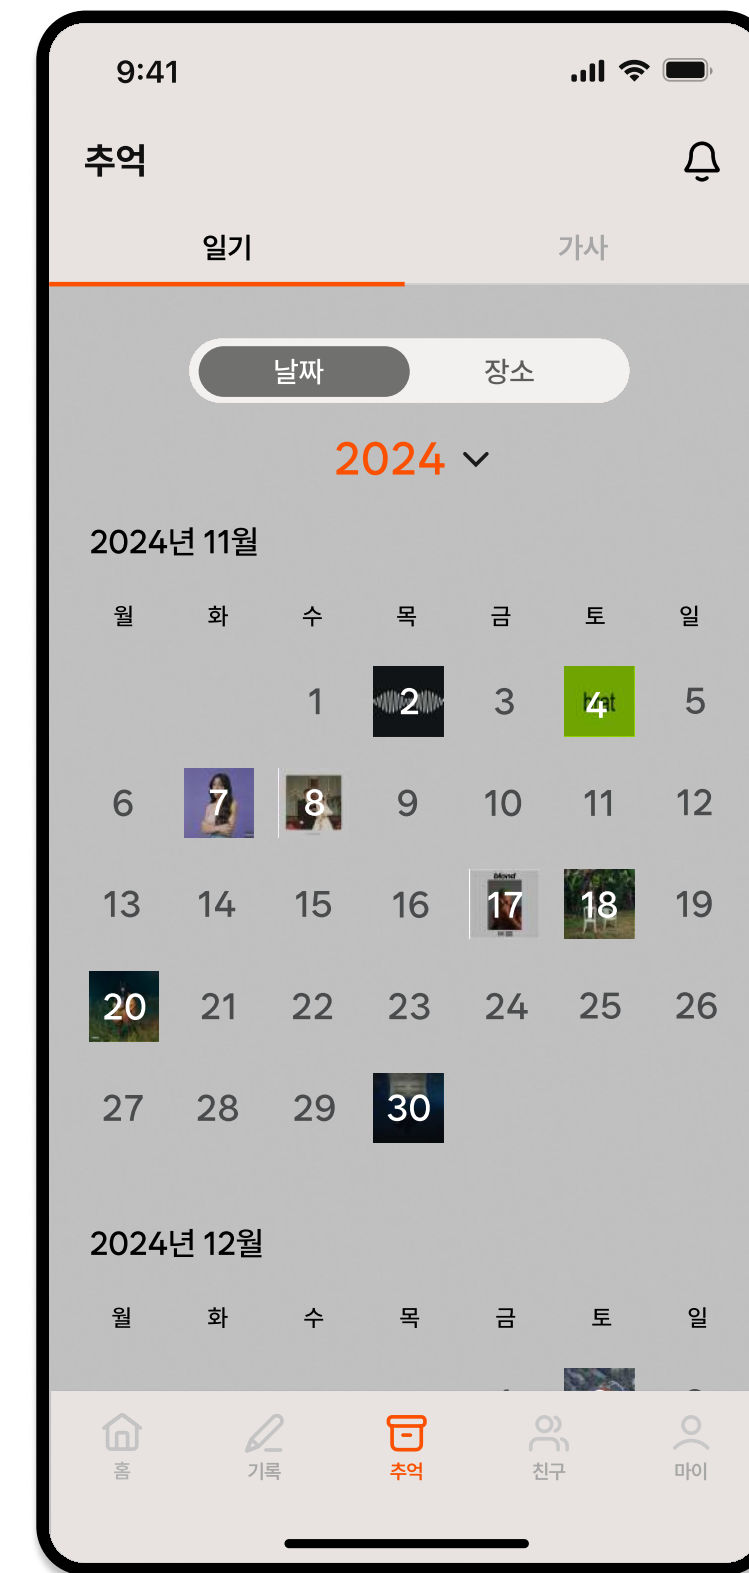 9:41
추억
일기 가사
날짜 장소
2024
2024년 11월
월 화 수 목 금 토 일
1 2 3 4 5
6 7 8 9 10 11 12
13 14 15 16 17 18 19
blond
20 21 22 23 24 25 26
27 28 29 30
2024년 12월
월 화 수 목 금 토 일
홈 기록 추억 친구 마이